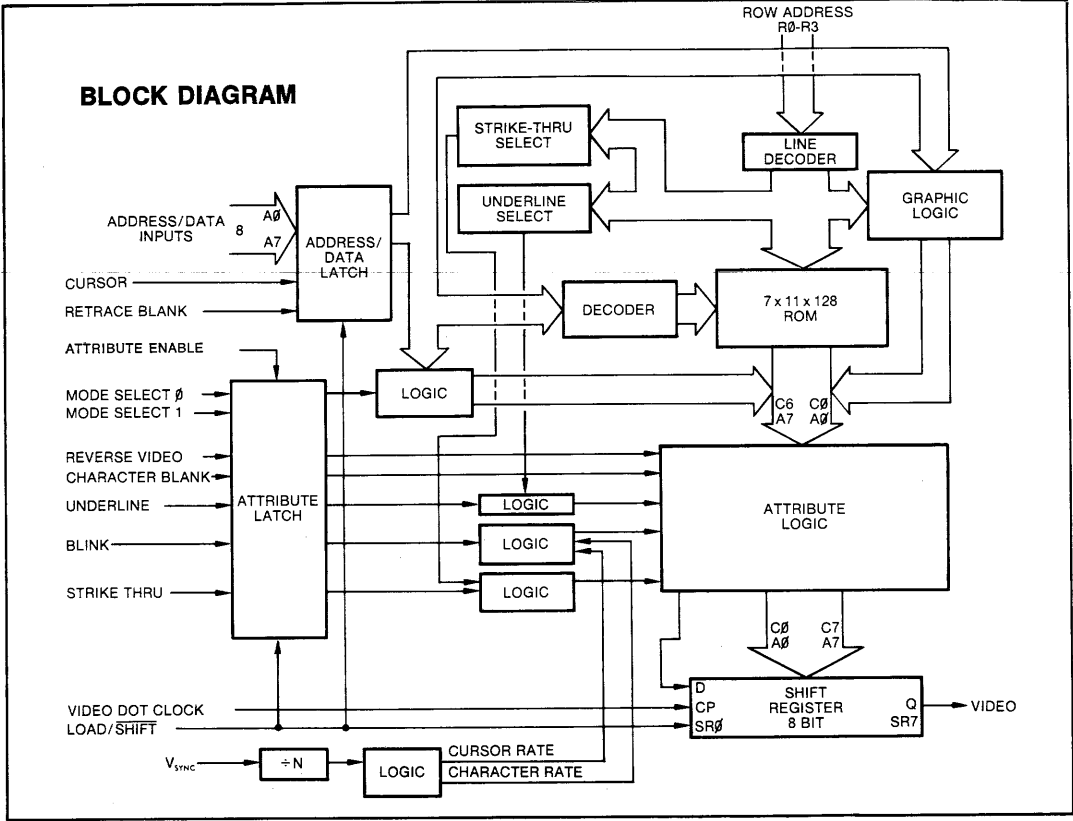 ROW ADDRESS
RØ-R3
BLOCK DIAGRAM
STRIKE-THRU
SELECT
LINE
DECODER
UNDERLINE
SELECT
GRAPHIC
LOGIC
ADDRESS/DATA
INPUTS
8
AØ
A7
ADDRESS/
DATA
LATCH
CURSOR
RETRACE BLANK
DECODER
7 x 11 x 128
ROM
ATTRIBUTE ENABLE
MODE SELECT Ø
MODE SELECT 1
LOGIC
C6
A7
CØ
AØ
REVERSE VIDEO
CHARACTER BLANK
UNDERLINE
BLINK
STRIKE THRU
ATTRIBUTE
LATCH
LOGIC
LOGIC
LOGIC
ATTRIBUTE
LOGIC
CØ
AØ
C7
A7
D
CP
SRØ
SHIFT
REGISTER
8 BIT
Q
SR7
VIDEO
VIDEO DOT CLOCK
LOAD/SHIFT
VSYNC
÷N
LOGIC
CURSOR RATE
CHARACTER RATE